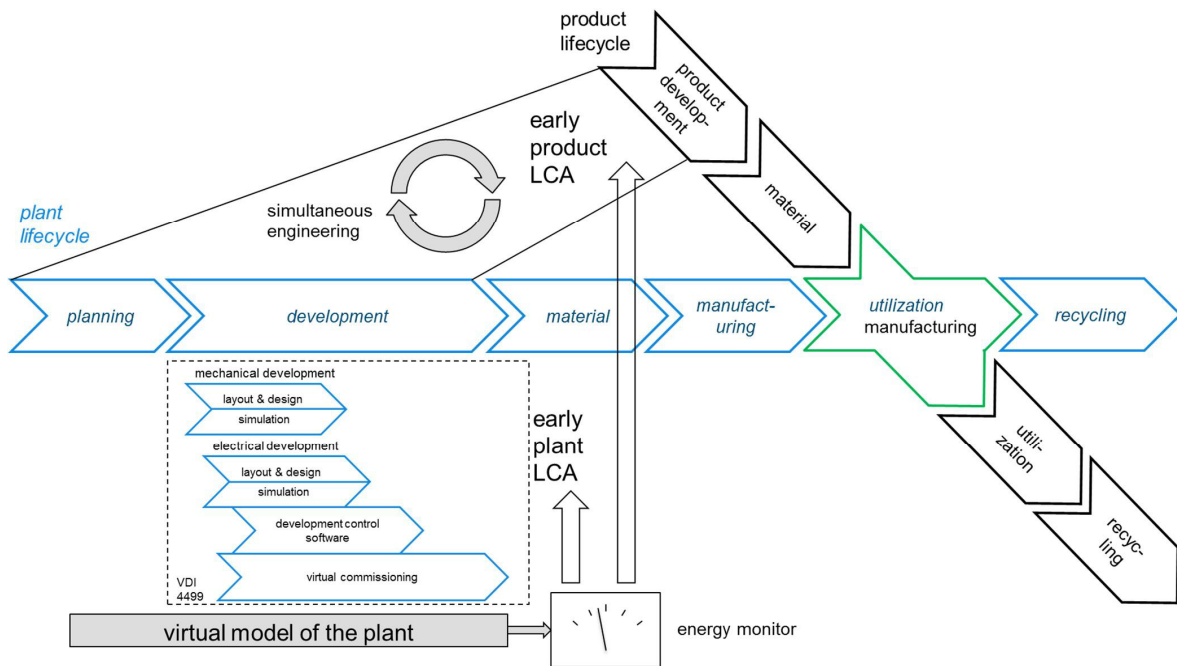 product
lifecycle
product
develop-
ment
early
product
LCA
material
simultaneous
engineering
plant
lifecycle
planning
development
material
manufact-
uring
utilization
manufacturing
recycling
mechanical development
layout & design
simulation
electrical development
layout & design
simulation
development control
software
virtual commissioning
VDI
4499
early
plant
LCA
utili-
zation
recyc-
ling
virtual model of the plant
energy monitor